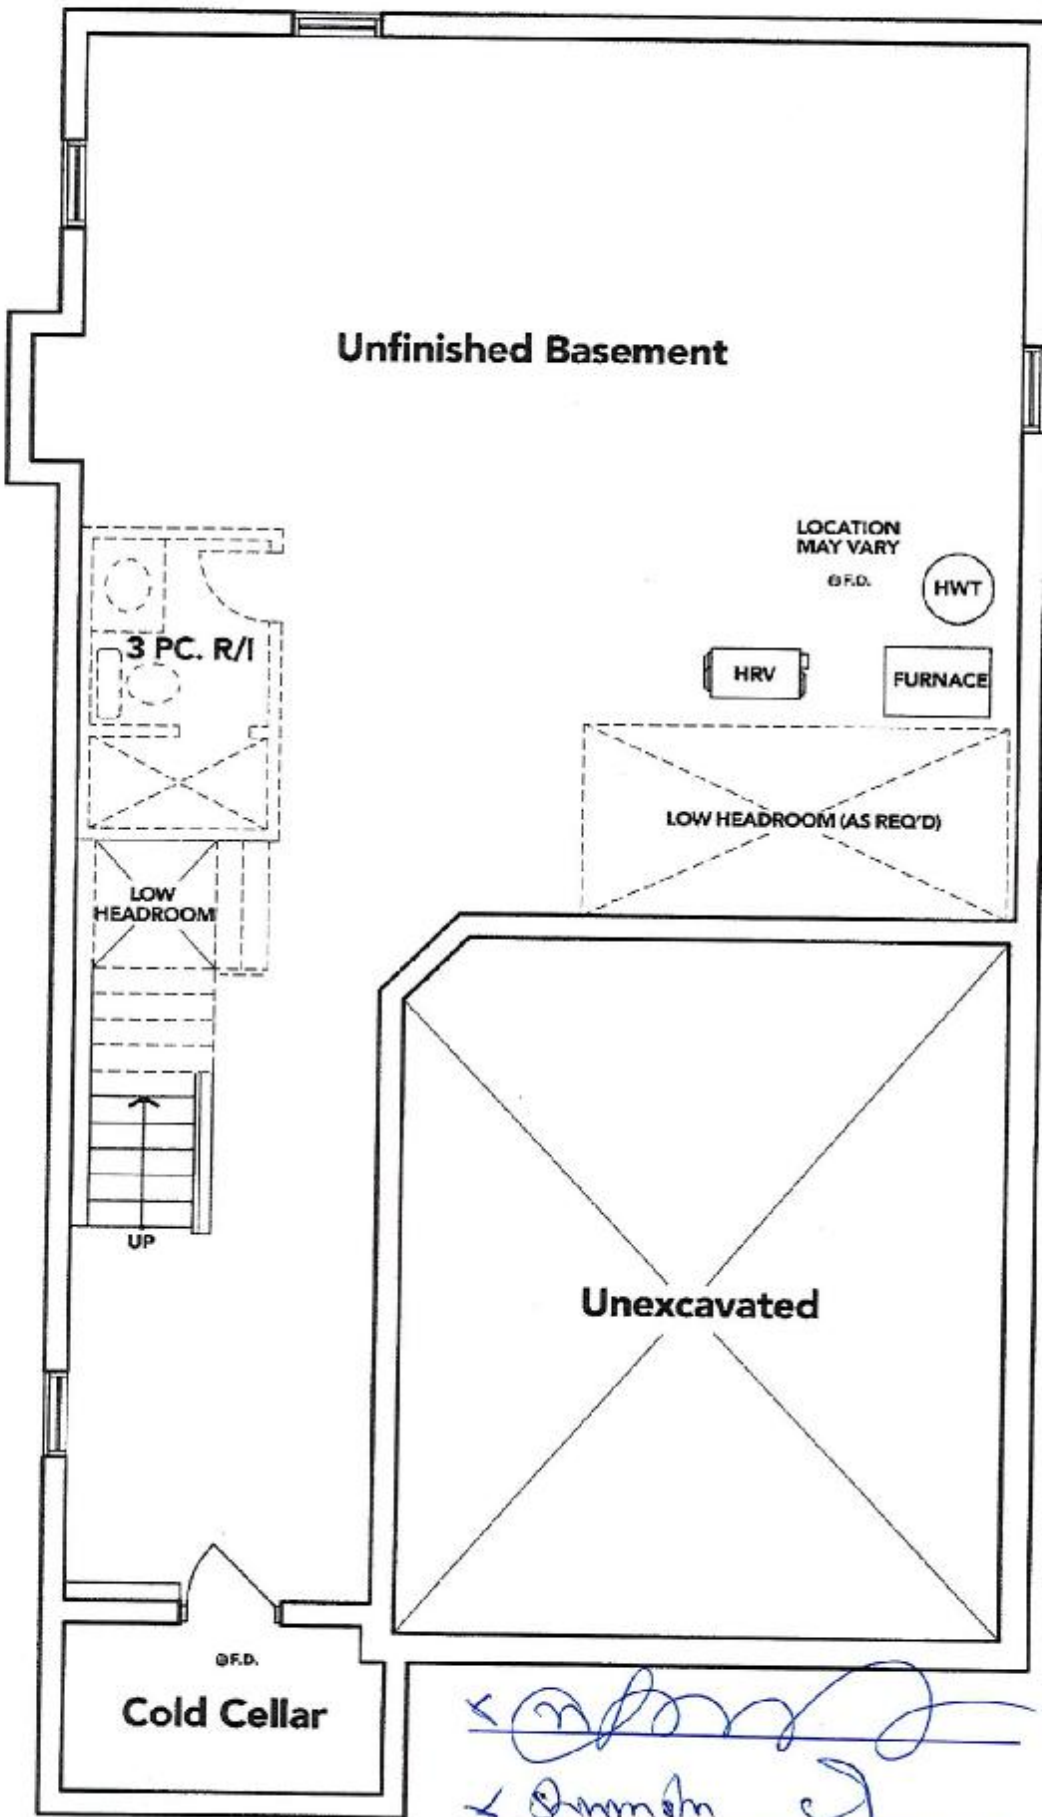 Unfinished Basement
LOCATION
MAY VARY
F.D.
HWT
3 PC. R/I
HRV
FURNACE
LOW HEADROOM (AS REQ'D)
LOW
HEADROOM
UP
Unexcavated
F.D.
Cold Cellar
x
x